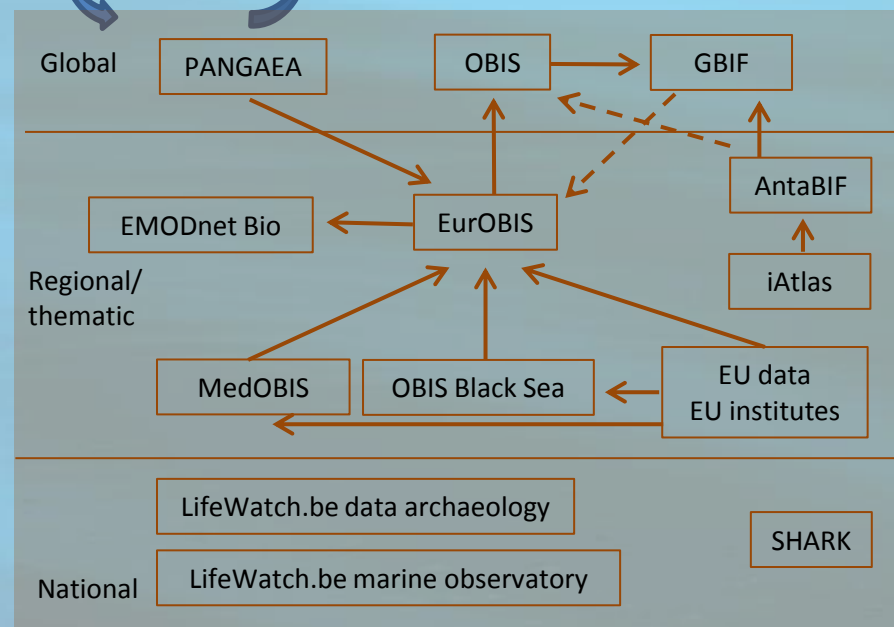 Global
PANGAEA
OBIS
GBIF
AntaBIF
EMODnet Bio
EurOBIS
Regional/
thematic
iAtlas
MedOBIS
OBIS Black Sea
EU data
EU institutes
LifeWatch.be data archaeology
SHARK
National
LifeWatch.be marine observatory